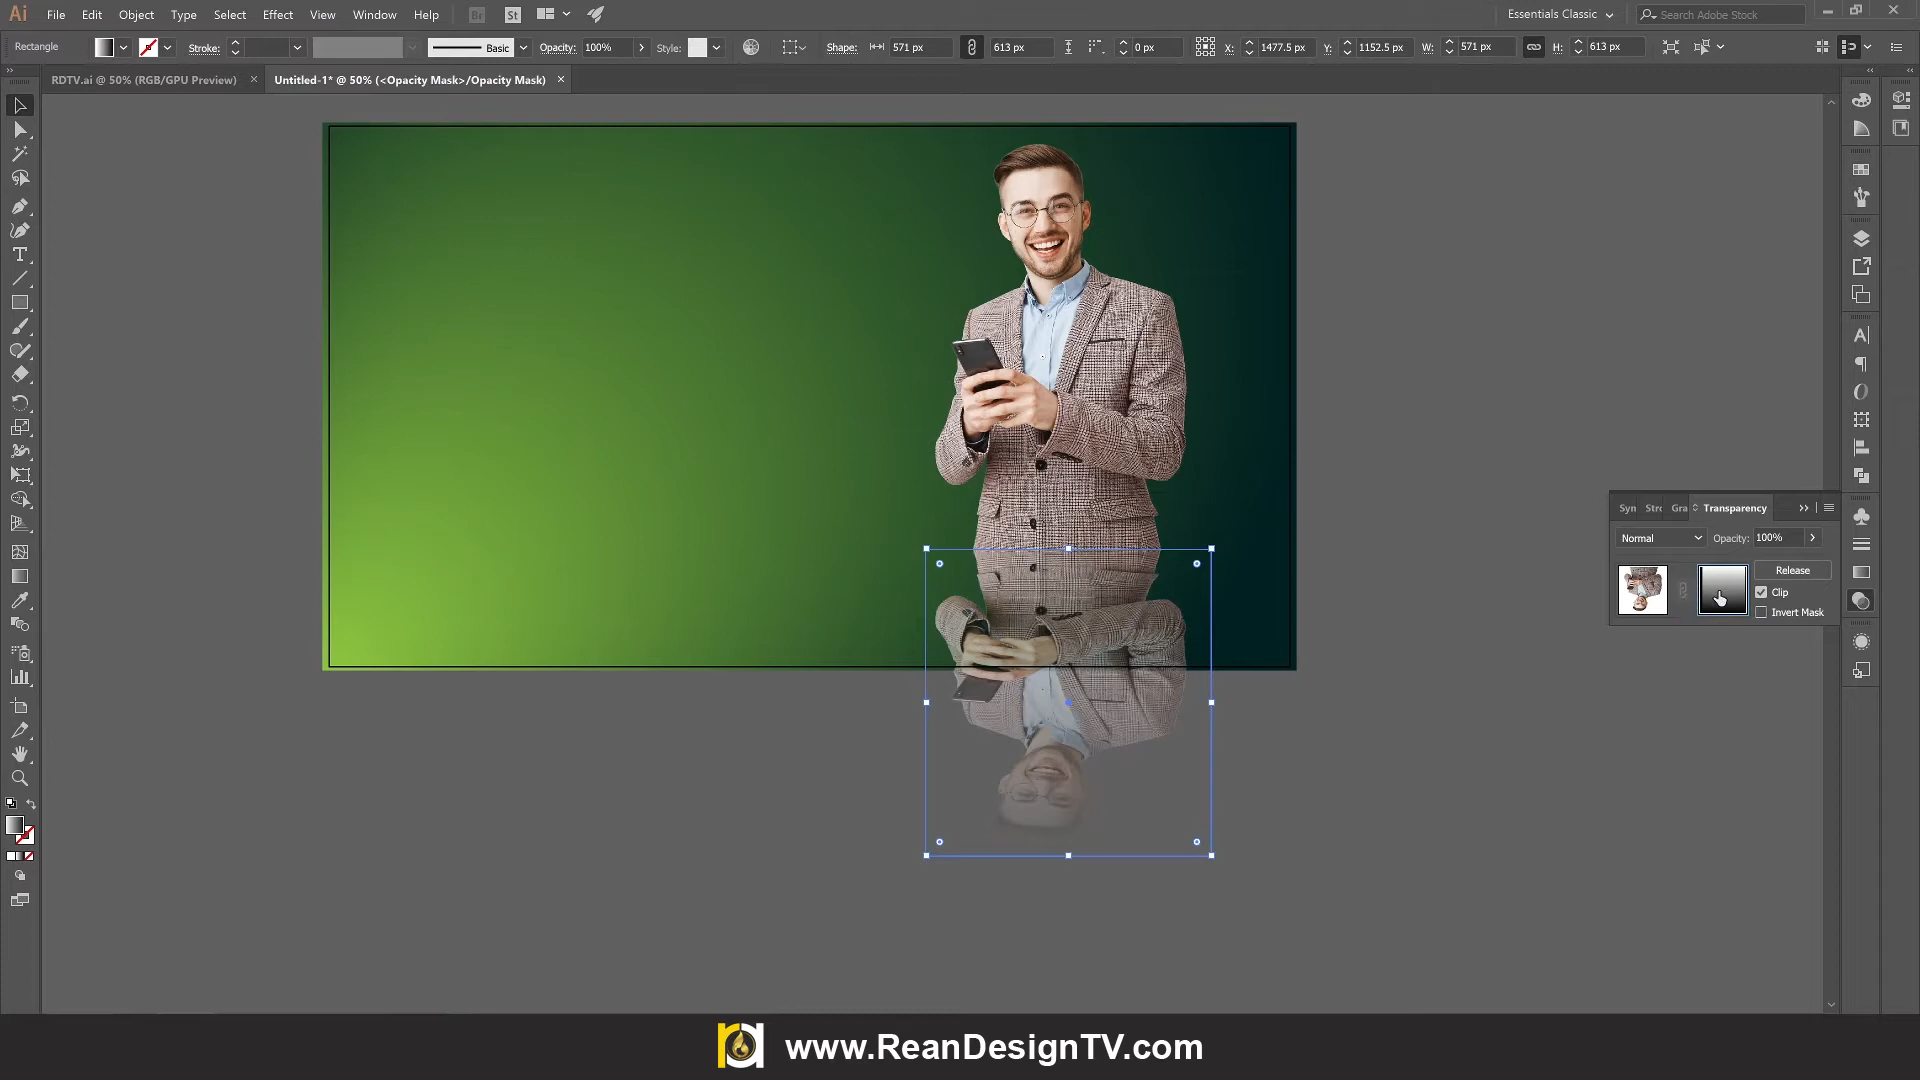 Ai File Edit Object Type Select Effect View Window Help Br St Essentials Classic Search Adobe Stock
Rectangle Stroke: Basic Opacity: 100% Style: Shape: 571 px 613 px 0 px X: 1477.5 px Y: 1152.5 px W: 571 px H: 613 px
RDTV.ai @ 50% (RGB/GPU Preview) Untitled-1* @ 50% (<Opacity Mask>/Opacity Mask)
Syn Stro Gra Transparency
Normal Opacity: 100%
Release
Clip
Invert Mask
www.ReanDesignTV.com